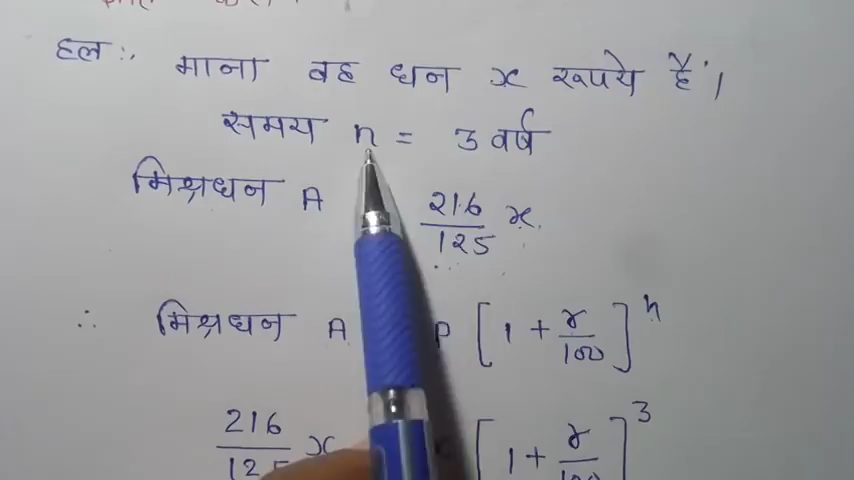 हल :. माना वह धन x रूपये है।
समय n = 3 वर्ष
मिश्रधन A 216/125 x
∴ मिश्रधन A P [1 + r/100]^n
216/125 x [1 + r/100]^3